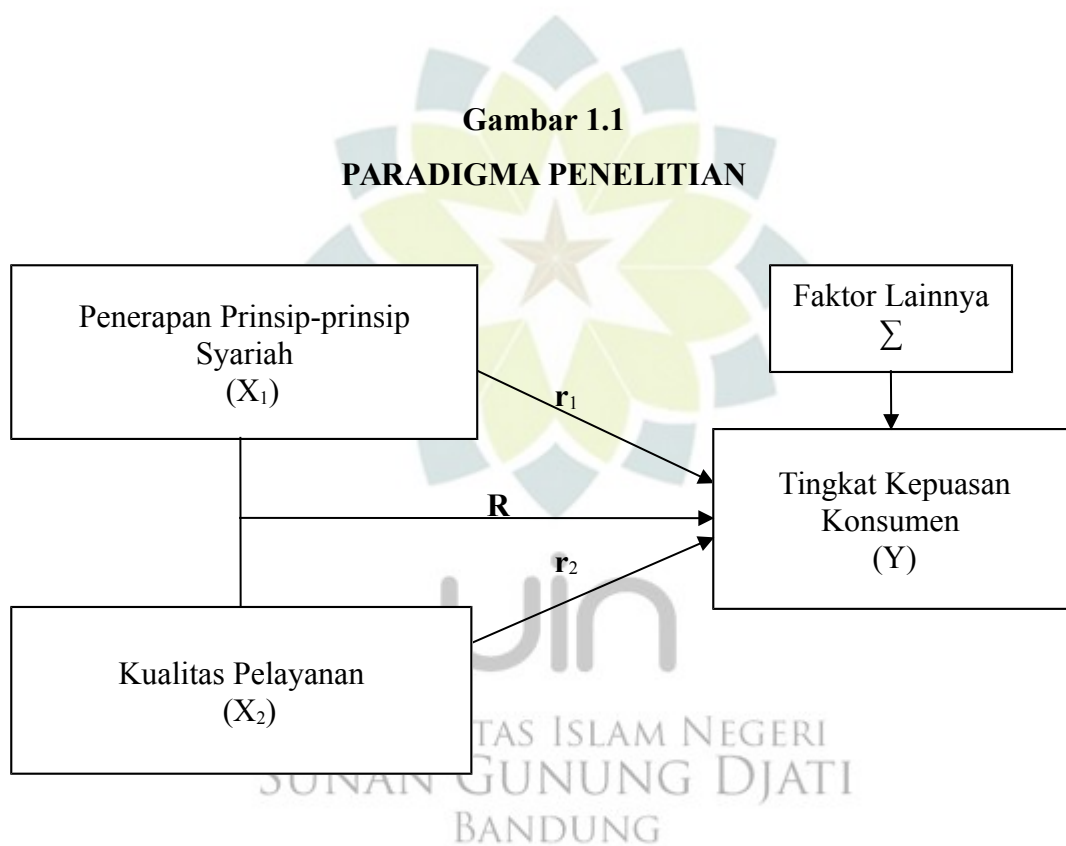 Gambar 1.1
PARADIGMA PENELITIAN
Penerapan Prinsip-prinsip
Syariah
(X₁)
Faktor Lainnya
∑
r₁
Tingkat Kepuasan
Konsumen
(Y)
R
r₂
Kualitas Pelayanan
(X₂)
uin
TAS ISLAM NEGERI
SUNAN GUNUNG DJATI
BANDUNG